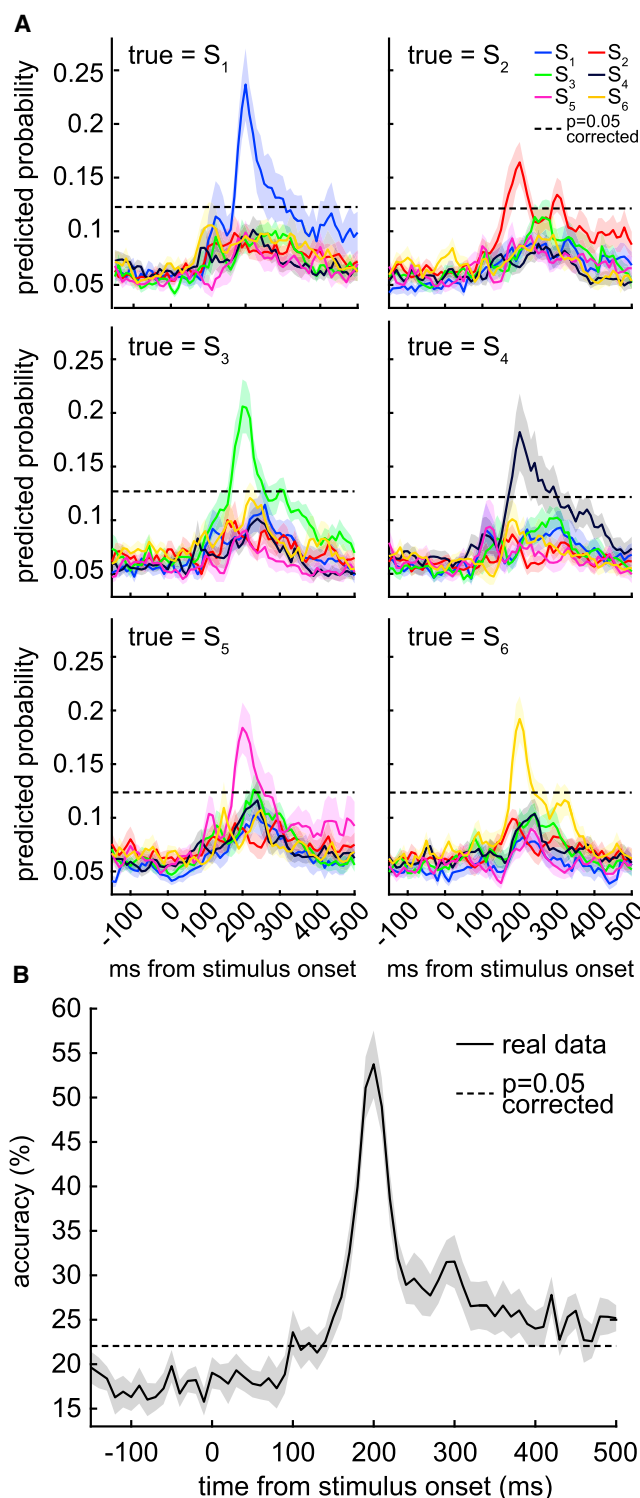 A
true = S1
true = S2
S1 S2
S3 S4
S5 S6
p=0.05
corrected
predicted probability
0.25
0.2
0.15
0.1
0.05
true = S3
true = S4
predicted probability
0.25
0.2
0.15
0.1
0.05
true = S5
true = S6
predicted probability
0.25
0.2
0.15
0.1
0.05
-100 0 100 200 300 400 500
-100 0 100 200 300 400 500
ms from stimulus onset
ms from stimulus onset
B
real data
p=0.05
corrected
accuracy (%)
60
55
50
45
40
35
30
25
20
15
-100 0 100 200 300 400 500
time from stimulus onset (ms)